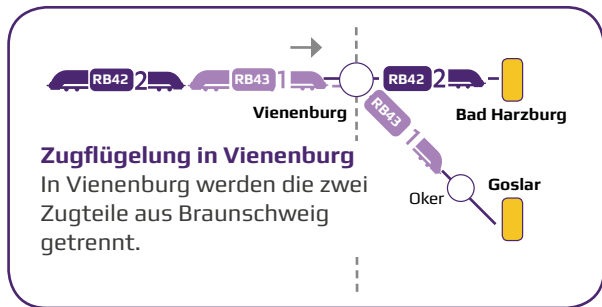 RB42 2 RB43 1 RB42 2
Vienenburg
RB43 1
Bad Harzburg
Zugflügelung in Vienenburg
In Vienenburg werden die zwei
Zugteile aus Braunschweig
getrennt.
Oker
Goslar